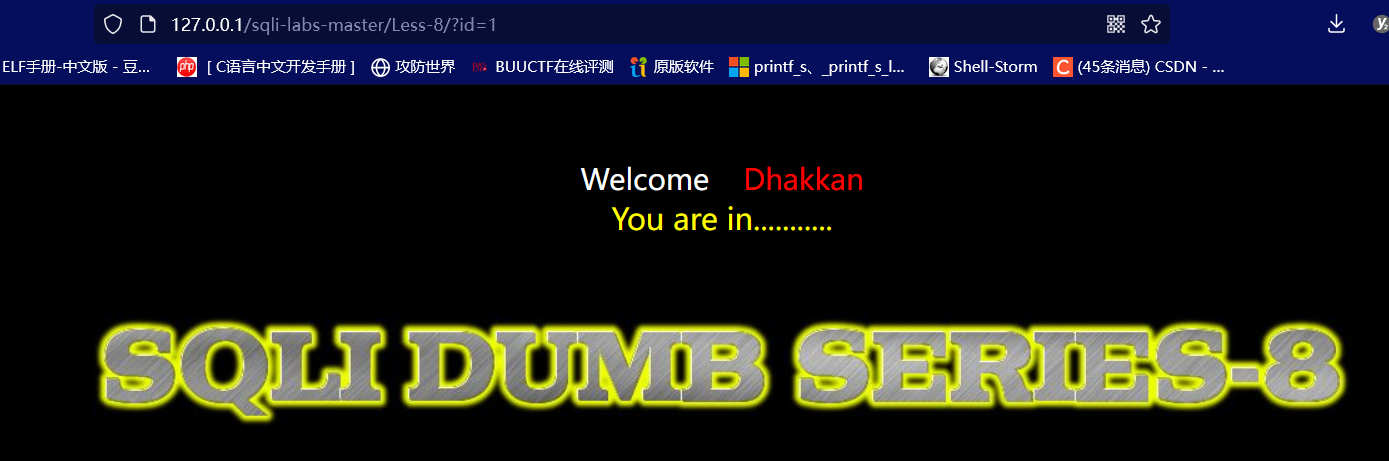 127.0.0.1/sqli-labs-master/Less-8/?id=1
ELF手册-中文版 - 豆... php [ C语言中文开发手册 ] 攻防世界 BUUCTF在线评测 原版软件 printf_s、_printf_s_l... Shell-Storm C (45条消息) CSDN - ...
Welcome Dhakkan
You are in...........
SQLI DUMB SERIES-8